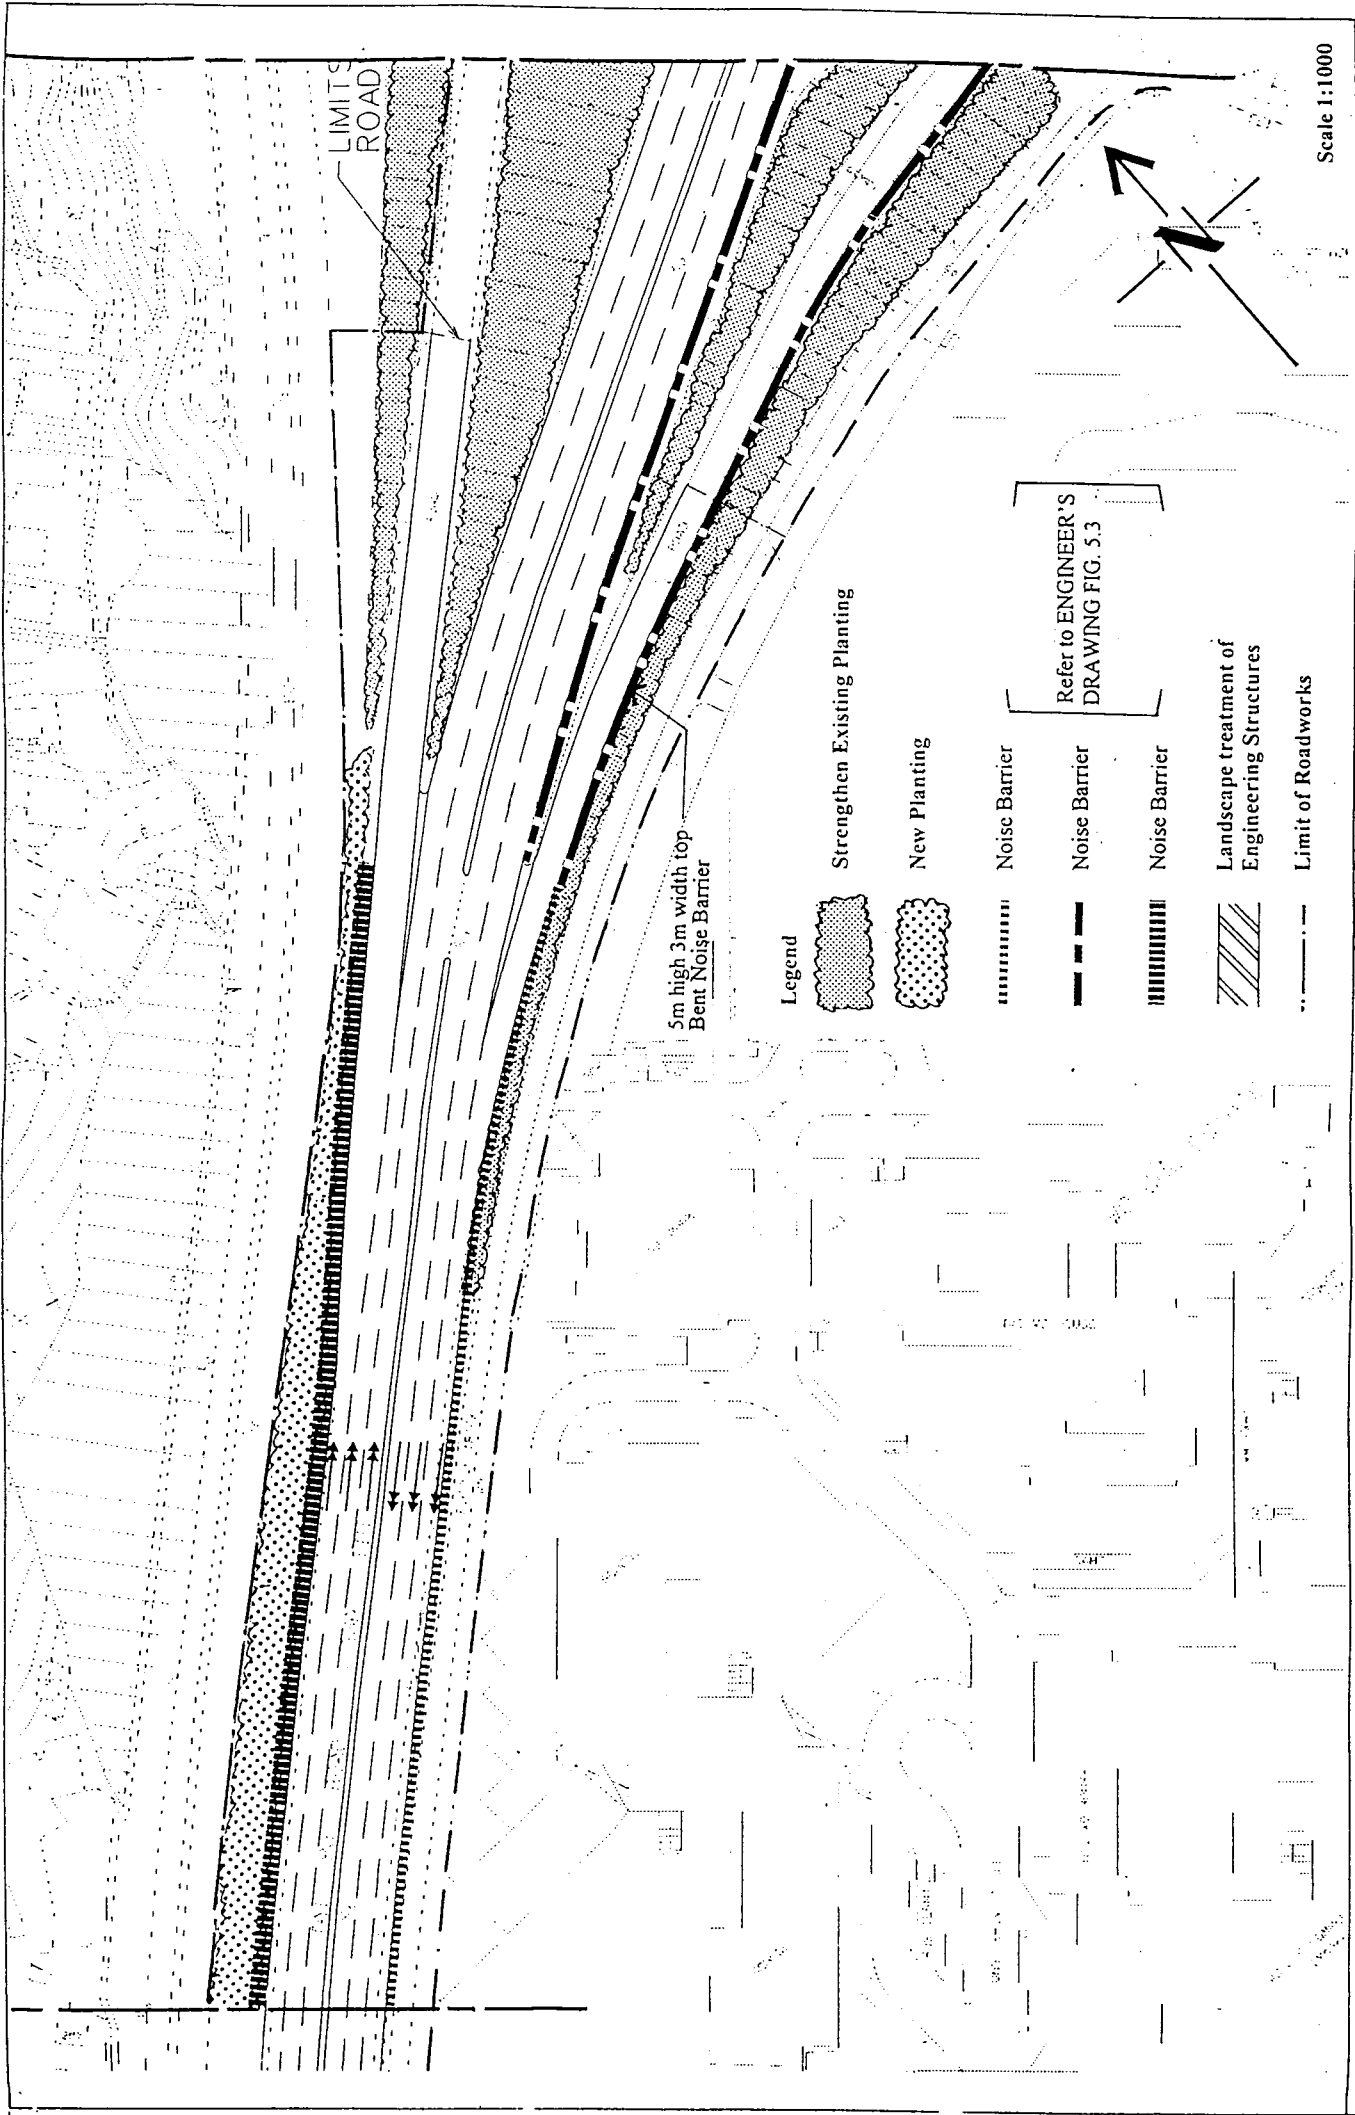 LIMITS
ROAD
5m high 3m width top
Bent Noise Barrier
Legend
Strengthen Existing Planting
New Planting
Noise Barrier
Noise Barrier
Noise Barrier
Refer to ENGINEER'S
DRAWING FIG. 5.3
Landscape treatment of
Engineering Structures
Limit of Roadworks
N
Scale 1:1000